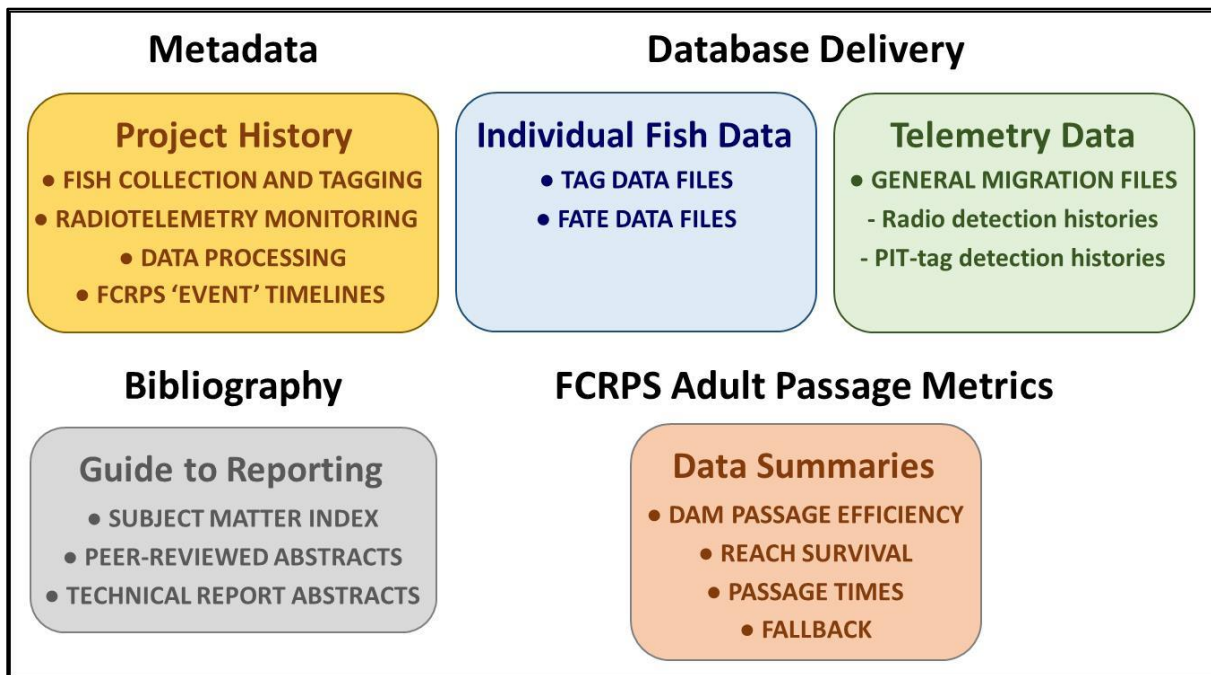 Metadata
Project History
● FISH COLLECTION AND TAGGING
● RADIOTELEMETRY MONITORING
● DATA PROCESSING
● FCRPS ‘EVENT’ TIMELINES
Database Delivery
Individual Fish Data
● TAG DATA FILES
● FATE DATA FILES
Telemetry Data
● GENERAL MIGRATION FILES
- Radio detection histories
- PIT-tag detection histories
Bibliography
Guide to Reporting
● SUBJECT MATTER INDEX
● PEER-REVIEWED ABSTRACTS
● TECHNICAL REPORT ABSTRACTS
FCRPS Adult Passage Metrics
Data Summaries
● DAM PASSAGE EFFICIENCY
● REACH SURVIVAL
● PASSAGE TIMES
● FALLBACK